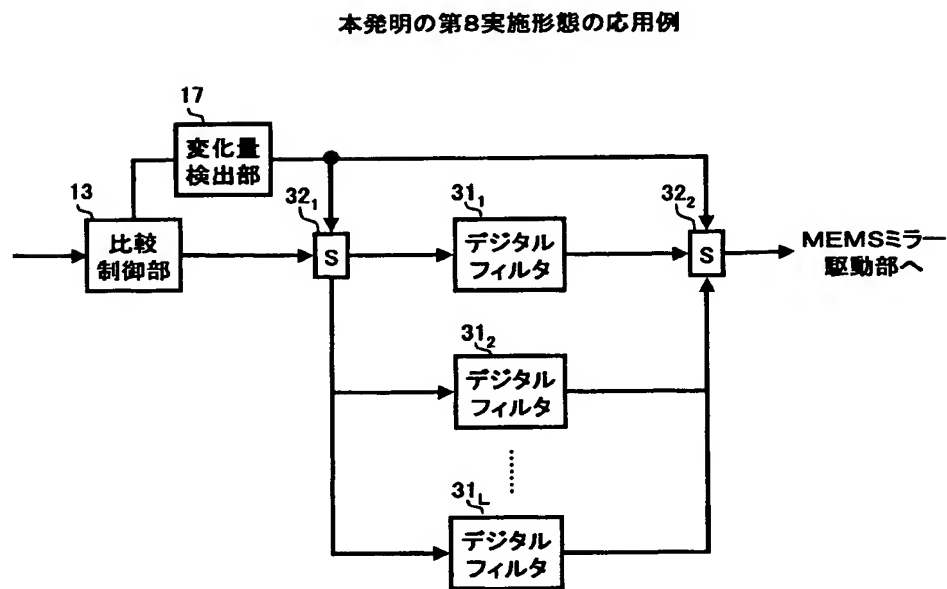 本発明の第8実施形態の応用例
17
変化量
検出部
13
比較
制御部
32₁
S
31₁
デジタル
フィルタ
32₂
S
MEMSミラー
駆動部へ
31₂
デジタル
フィルタ
31L
デジタル
フィルタ